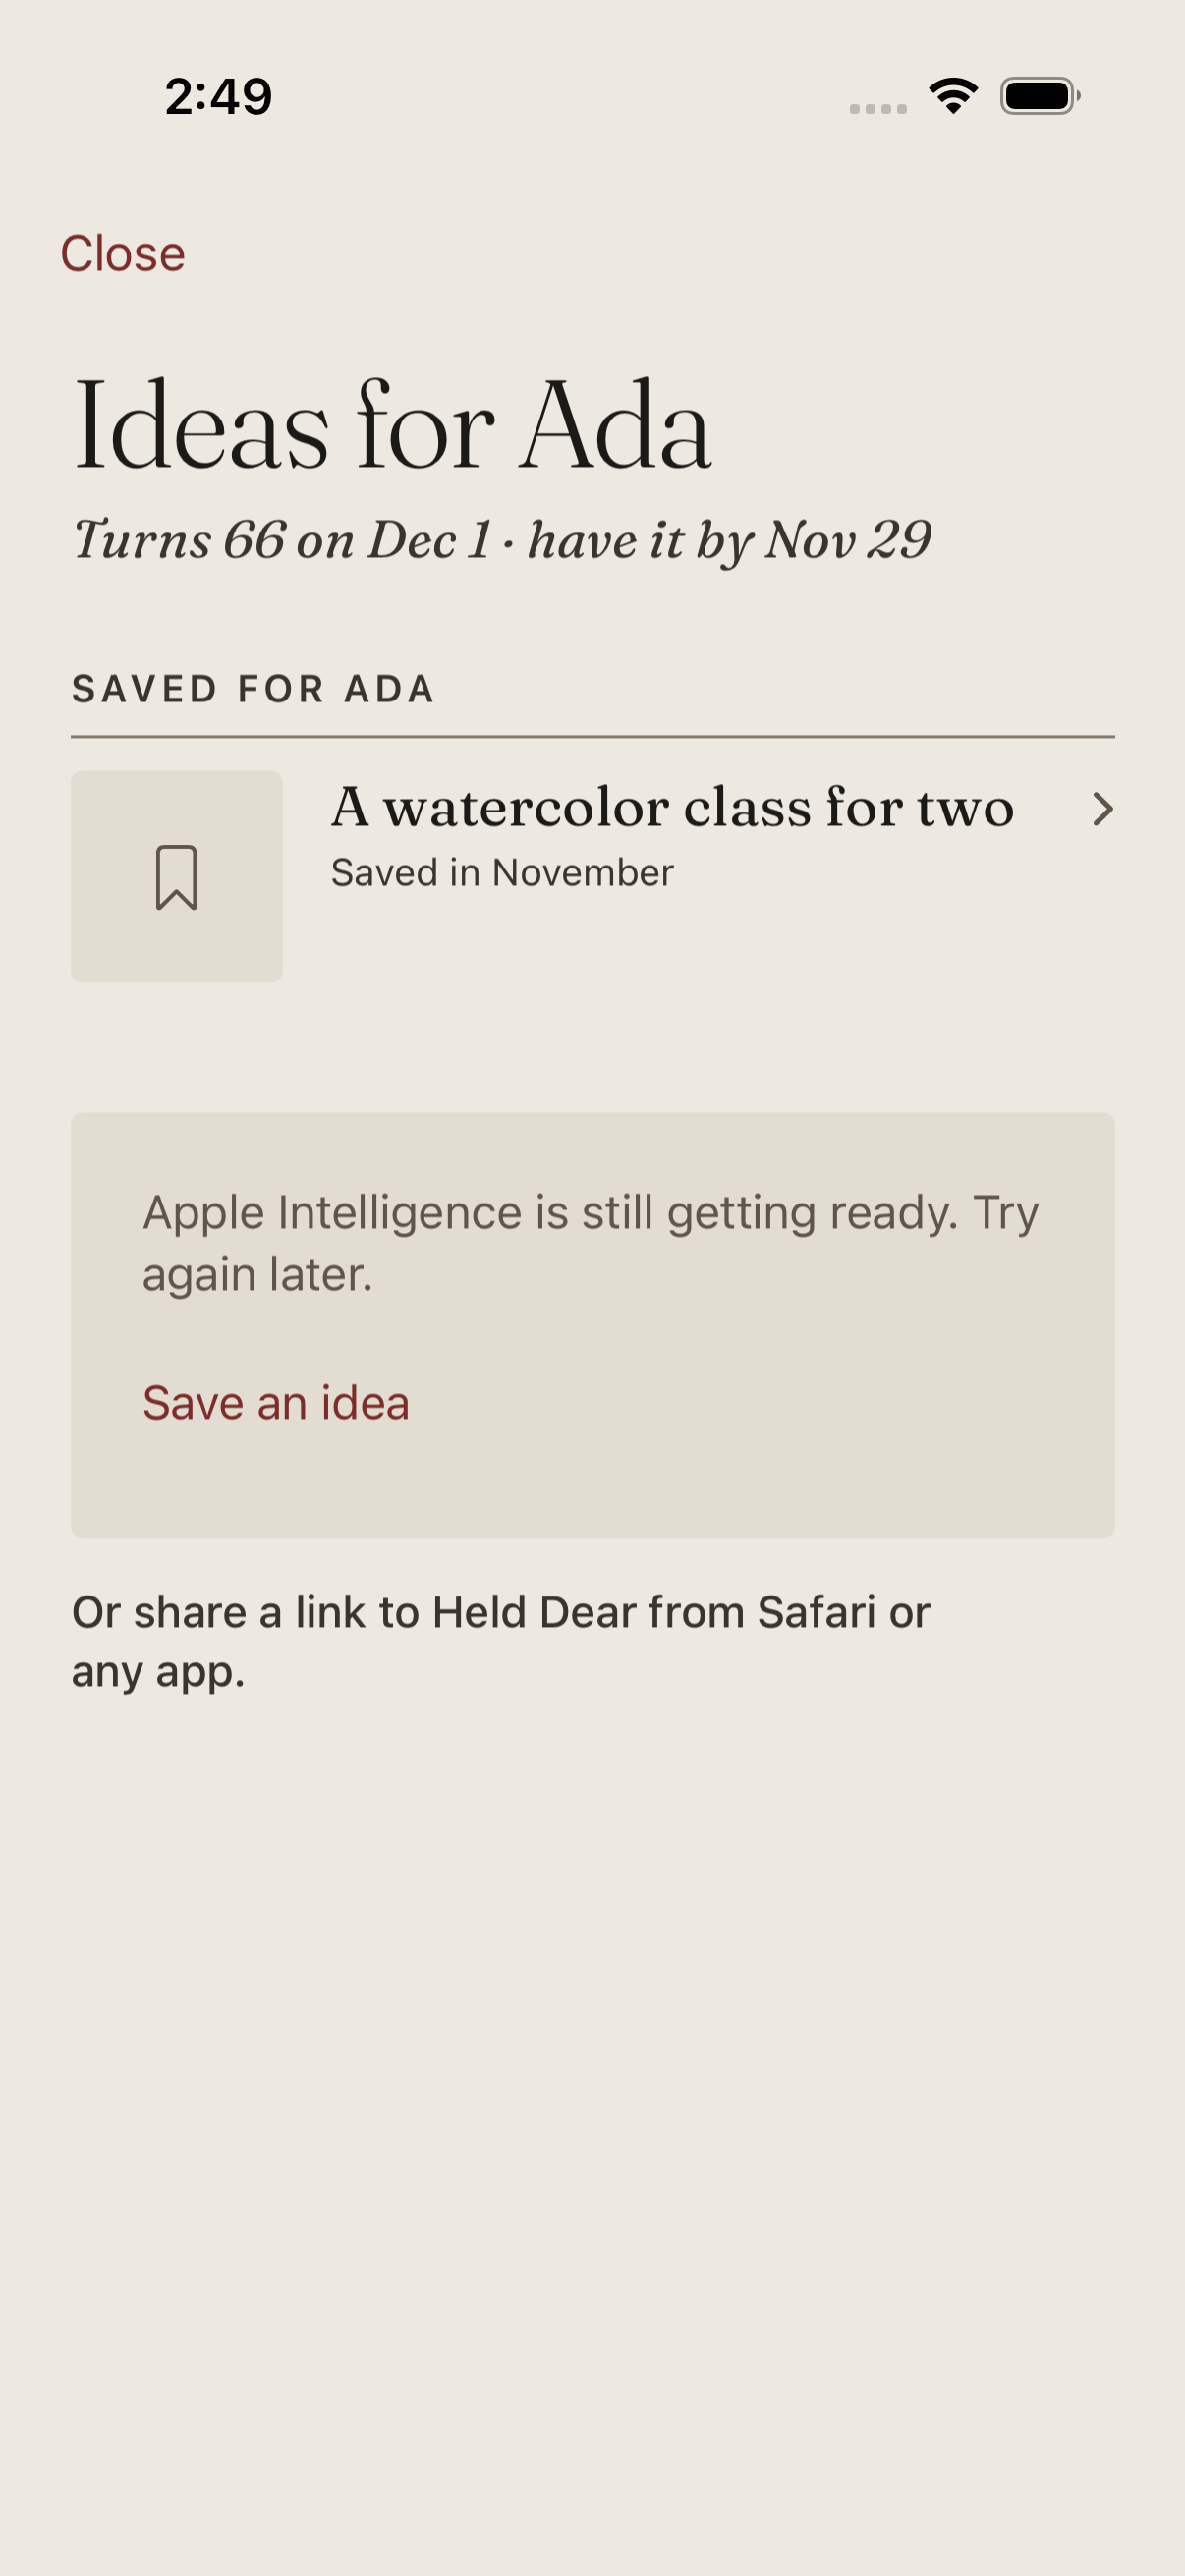 2:49
Close
Ideas for Ada
Turns 66 on Dec 1 · have it by Nov 29
SAVED FOR ADA
A watercolor class for two
Saved in November
Apple Intelligence is still getting ready. Try
again later.
Save an idea
Or share a link to Held Dear from Safari or
any app.